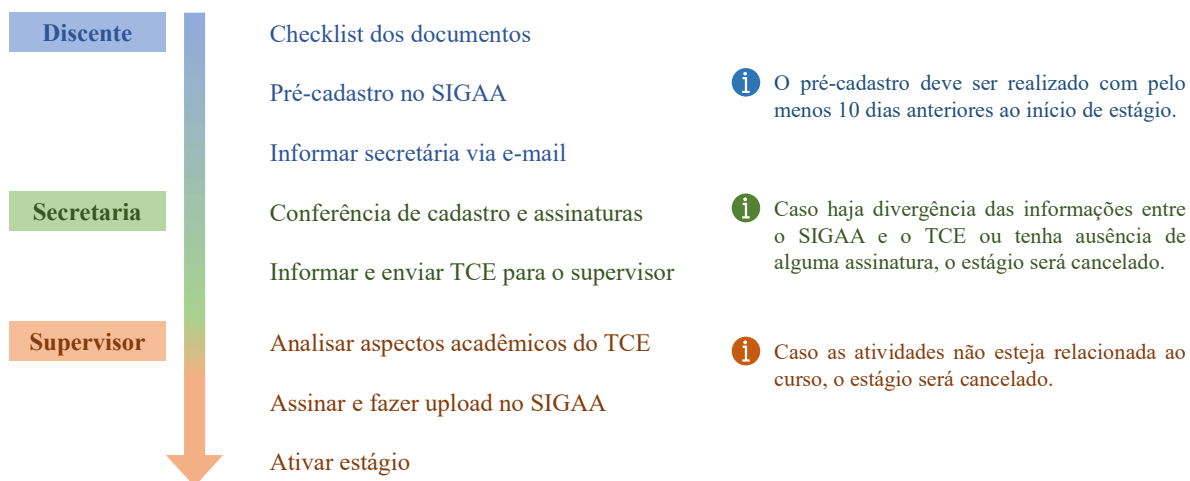 Discente
Checklist dos documentos
Pré-cadastro no SIGAA
O pré-cadastro deve ser realizado com pelo
menos 10 dias anteriores ao início de estágio.
Informar secretária via e-mail
Secretaria
Conferência de cadastro e assinaturas
Caso haja divergência das informações entre
o SIGAA e o TCE ou tenha ausência de
alguma assinatura, o estágio será cancelado.
Informar e enviar TCE para o supervisor
Supervisor
Analisar aspectos acadêmicos do TCE
Caso as atividades não esteja relacionada ao
curso, o estágio será cancelado.
Assinar e fazer upload no SIGAA
Ativar estágio